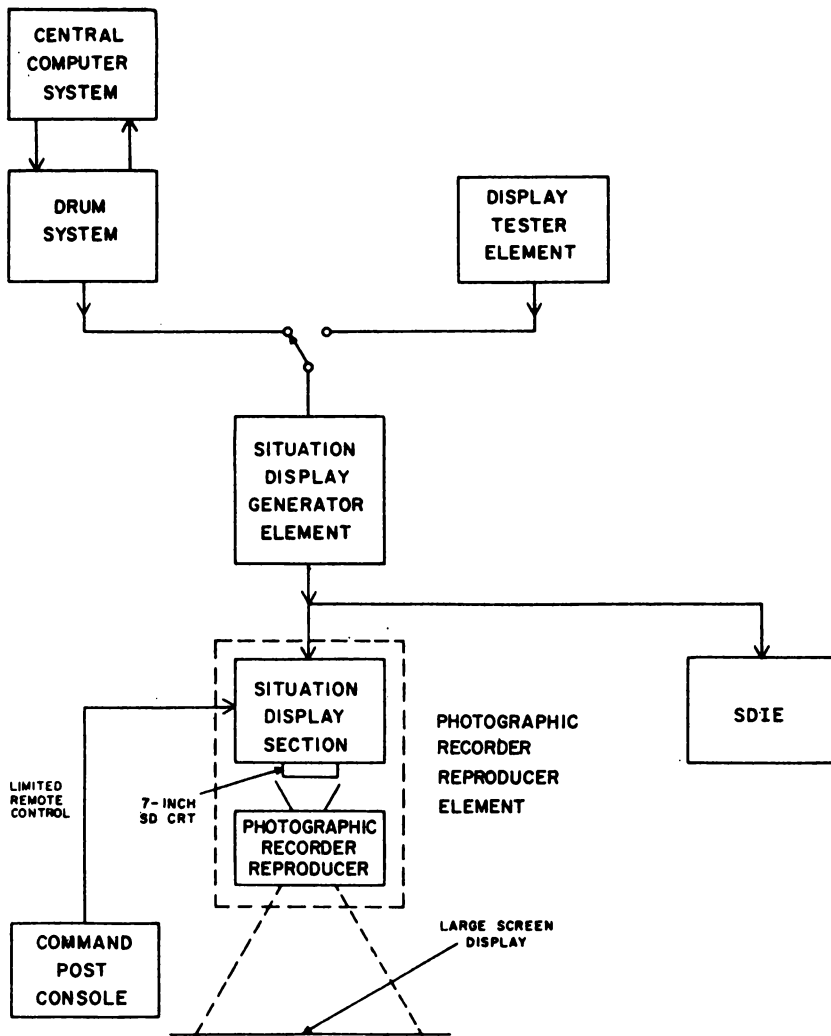 CENTRAL
COMPUTER
SYSTEM
DRUM
SYSTEM
DISPLAY
TESTER
ELEMENT
SITUATION
DISPLAY
GENERATOR
ELEMENT
SITUATION
DISPLAY
SECTION
SDIE
PHOTOGRAPHIC
RECORDER
REPRODUCER
ELEMENT
LIMITED
REMOTE
CONTROL
7-INCH
SD CRT
PHOTOGRAPHIC
RECORDER
REPRODUCER
COMMAND
POST
CONSOLE
LARGE SCREEN
DISPLAY